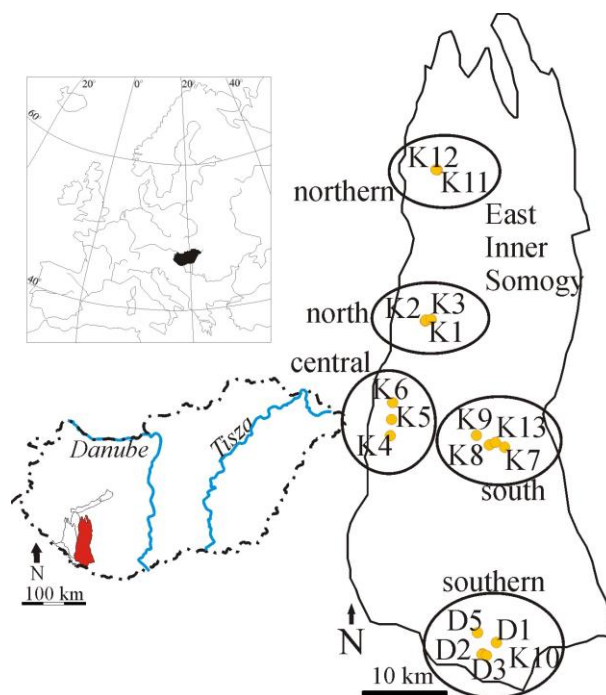 20°
0°
20°
40°
60°
40°
Danube
Tisza
N
100 km
K12
K11
northern
East
Inner
Somogy
north
K2
K3
K1
central
K6
K5
K4
K9
K13
K8
K7
south
southern
D5
D1
D2
K10
D3
N
10 km